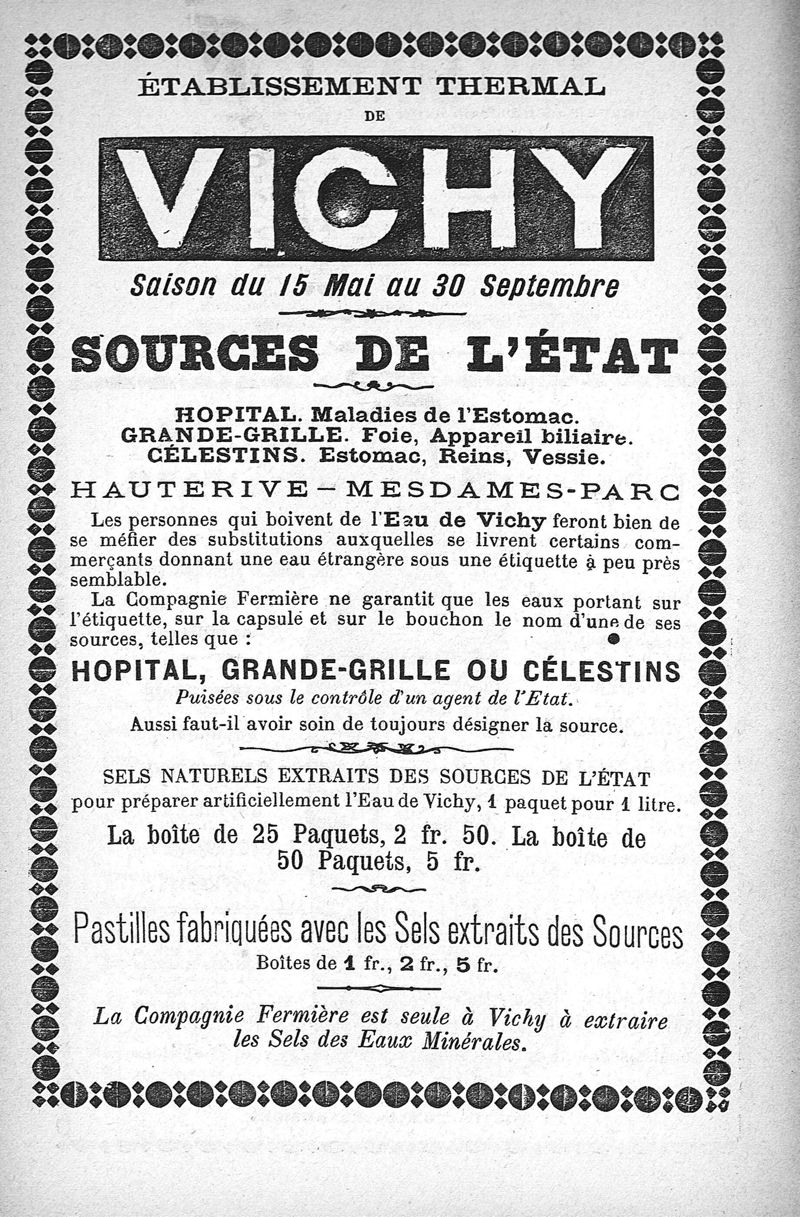 ÉTABLISSEMENT THERMAL
DE
VICHY
Saison du 15 Mai au 30 Septembre
SOURCES DE L'ÉTAT
HOPITAL. Maladies de l'Estomac.
GRANDE-GRILLE. Foie, Appareil biliaire.
CÉLESTINS. Estomac, Reins, Vessie.
HAUTERIVE — MESDAMES-PARC
Les personnes qui boivent de l'Eau de Vichy feront bien de
se méfier des substitutions auxquelles se livrent certains com-
merçants donnant une eau étrangère sous une étiquette à peu près
semblable.
La Compagnie Fermière ne garantit que les eaux portant sur
l'étiquette, sur la capsule et sur le bouchon le nom d'une de ses
sources, telles que :
HOPITAL, GRANDE-GRILLE OU CÉLESTINS
Puisées sous le contrôle d'un agent de l'Etat.
Aussi faut-il avoir soin de toujours désigner la source.
SELS NATURELS EXTRAITS DES SOURCES DE L'ÉTAT
pour préparer artificiellement l'Eau de Vichy, 1 paquet pour 1 litre.
La boîte de 25 Paquets, 2 fr. 50. La boîte de
50 Paquets, 5 fr.
Pastilles fabriquées avec les Sels extraits des Sources
Boîtes de 1 fr., 2 fr., 5 fr.
La Compagnie Fermière est seule à Vichy à extraire
les Sels des Eaux Minérales.